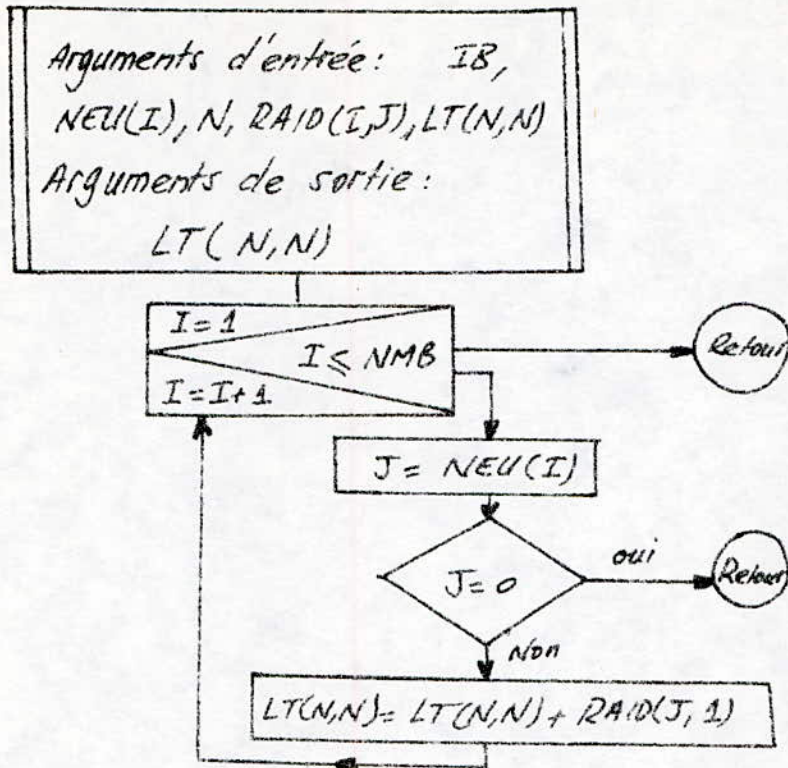 Arguments d'entrée: IB,
NEU(I), N, RAID(I,J), LT(N,N)
Arguments de sortie:
LT(N,N)
I=1
I≤NMB
Retour
I=I+1
J= NEU(I)
J=0
oui
Retour
Non
LT(N,N)= LT(N,N)+ RAID(J,1)